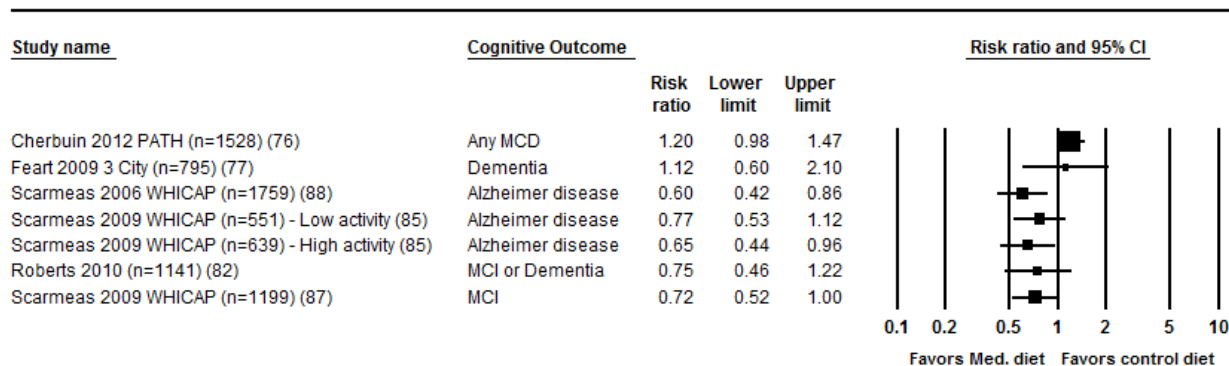 Study name Cognitive Outcome Risk ratio and 95% CI
Risk ratio Lower limit Upper limit
Cherbuin 2012 PATH (n=1528) (76) Any MCD 1.20 0.98 1.47
Feart 2009 3 City (n=795) (77) Dementia 1.12 0.60 2.10
Scarmeas 2006 WHICAP (n=1759) (88) Alzheimer disease 0.60 0.42 0.86
Scarmeas 2009 WHICAP (n=551) - Low activity (85) Alzheimer disease 0.77 0.53 1.12
Scarmeas 2009 WHICAP (n=639) - High activity (85) Alzheimer disease 0.65 0.44 0.96
Roberts 2010 (n=1141) (82) MCI or Dementia 0.75 0.46 1.22
Scarmeas 2009 WHICAP (n=1199) (87) MCI 0.72 0.52 1.00
0.1 0.2 0.5 1 2 5 10
Favors Med. diet Favors control diet